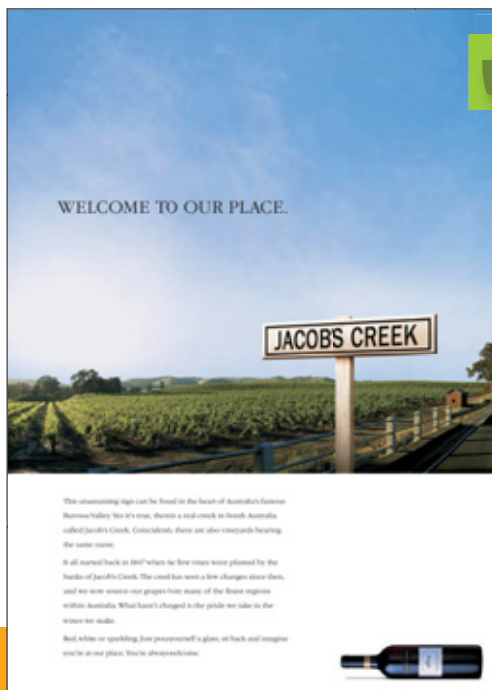 WELCOME TO OUR PLACE.
JACOB'S CREEK
This unassuming sign can be found in the heart of Australia's famous
Barossa Valley. Yes it's true, there is a real creek in South Australia
called Jacob's Creek. Coincidently, there are also vineyards bearing
the same name.
It all started back in 1847 when the first vines were planted by the
banks of Jacob's Creek. The creek has seen a few changes since then,
and we now source our grapes from many of the finest regions
within Australia. What hasn't changed is the pride we take in the
wines we make.
Red, white or sparkling. Just pour yourself a glass, sit back and imagine
you're at our place. You're always welcome.